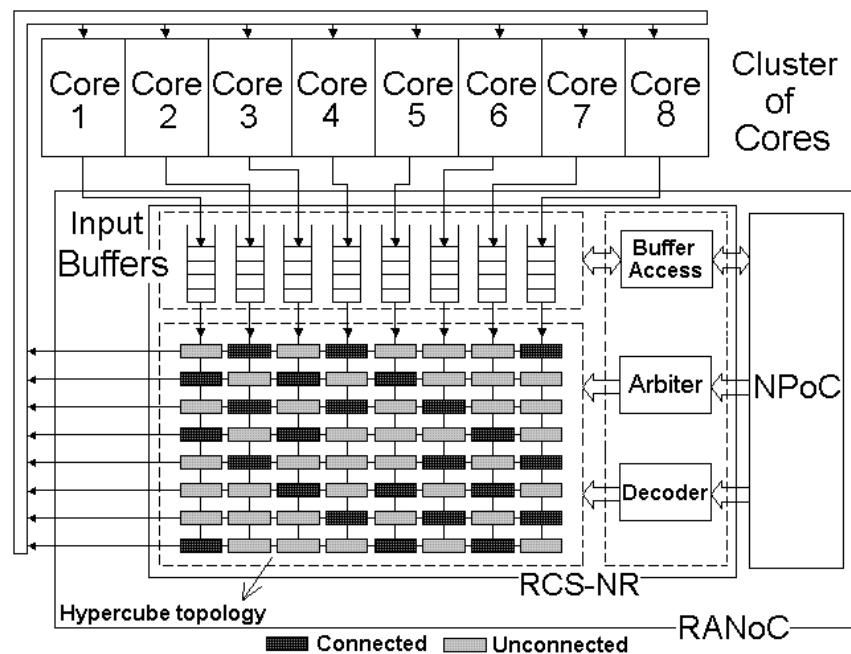 Core 1
Core 2
Core 3
Core 4
Core 5
Core 6
Core 7
Core 8
Cluster
of
Cores
Input
Buffers
Buffer
Access
Arbiter
NPoC
Decoder
RCS-NR
Hypercube topology
RANoC
Connected
Unconnected